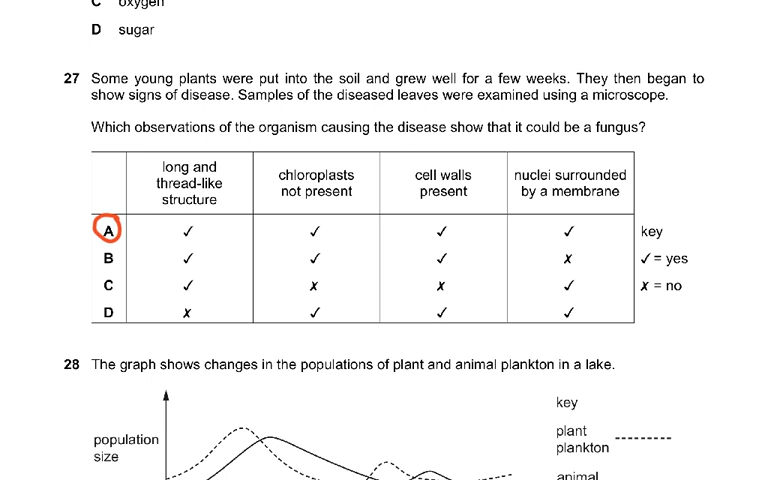 C oxygen
D sugar
27 Some young plants were put into the soil and grew well for a few weeks. They then began to
show signs of disease. Samples of the diseased leaves were examined using a microscope.
Which observations of the organism causing the disease show that it could be a fungus?
long and
thread-like
structure
chloroplasts
not present
cell walls
present
nuclei surrounded
by a membrane
A ✓ ✓ ✓ ✓ key
B ✓ ✓ ✓ ✗ ✓ = yes
C ✓ ✗ ✗ ✓ ✗ = no
D ✗ ✓ ✓ ✓
28 The graph shows changes in the populations of plant and animal plankton in a lake.
population
size
key
plant
plankton
animal